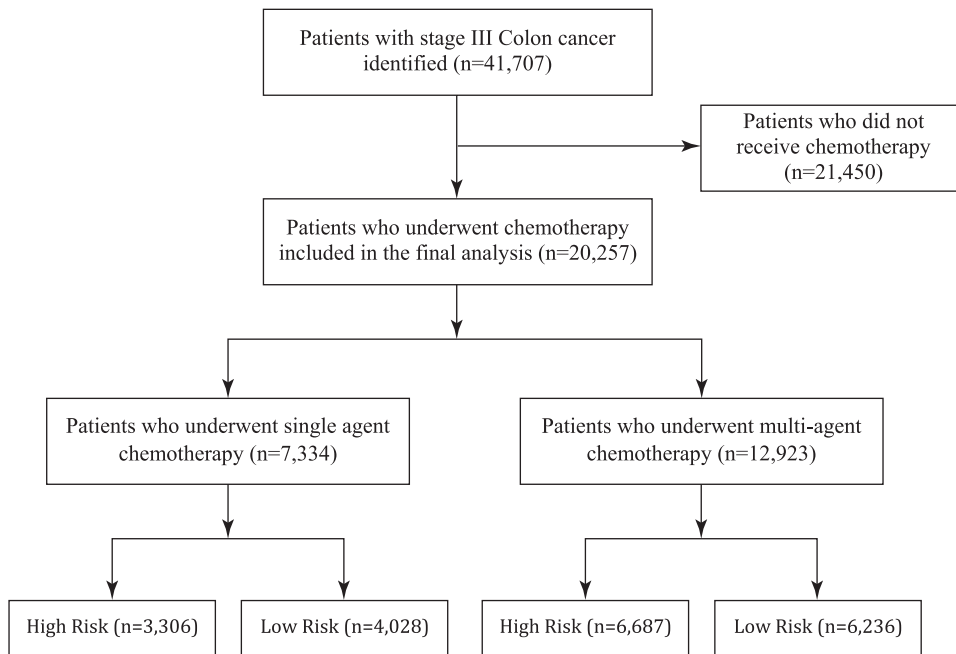 Patients with stage III Colon cancer
identified (n=41,707)
Patients who did not
receive chemotherapy
(n=21,450)
Patients who underwent chemotherapy
included in the final analysis (n=20,257)
Patients who underwent single agent
chemotherapy (n=7,334)
Patients who underwent multi-agent
chemotherapy (n=12,923)
High Risk (n=3,306)
Low Risk (n=4,028)
High Risk (n=6,687)
Low Risk (n=6,236)